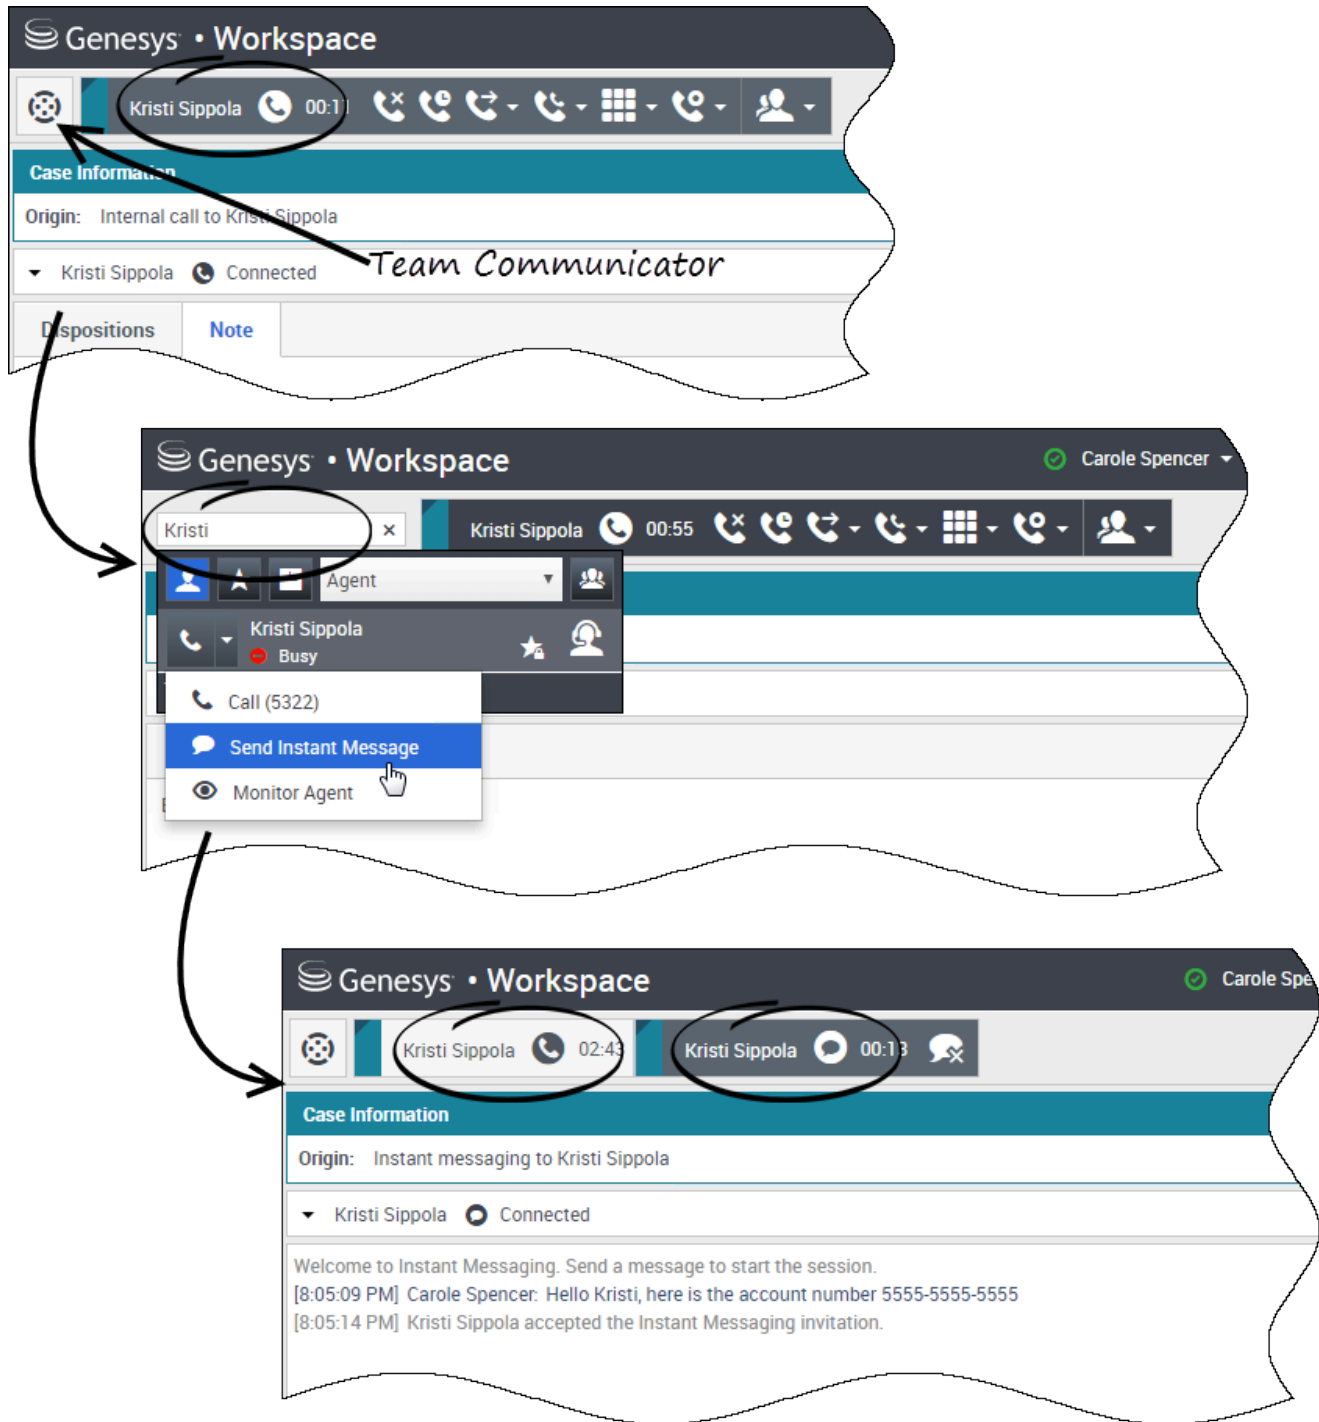 Genesys • Workspace
Kristi Sippola 00:11
Case Information
Origin: Internal call to Kristi Sippola
Kristi Sippola Connected
Team Communicator
Dispositions Note
Genesys • Workspace Carole Spencer
Kristi × Kristi Sippola 00:55
Agent
Kristi Sippola
Busy
Call (5322)
Send Instant Message
Monitor Agent
Genesys • Workspace Carole Spe
Kristi Sippola 02:43 Kristi Sippola 00:13
Case Information
Origin: Instant messaging to Kristi Sippola
Kristi Sippola Connected
Welcome to Instant Messaging. Send a message to start the session.
[8:05:09 PM] Carole Spencer: Hello Kristi, here is the account number 5555-5555-5555
[8:05:14 PM] Kristi Sippola accepted the Instant Messaging invitation.